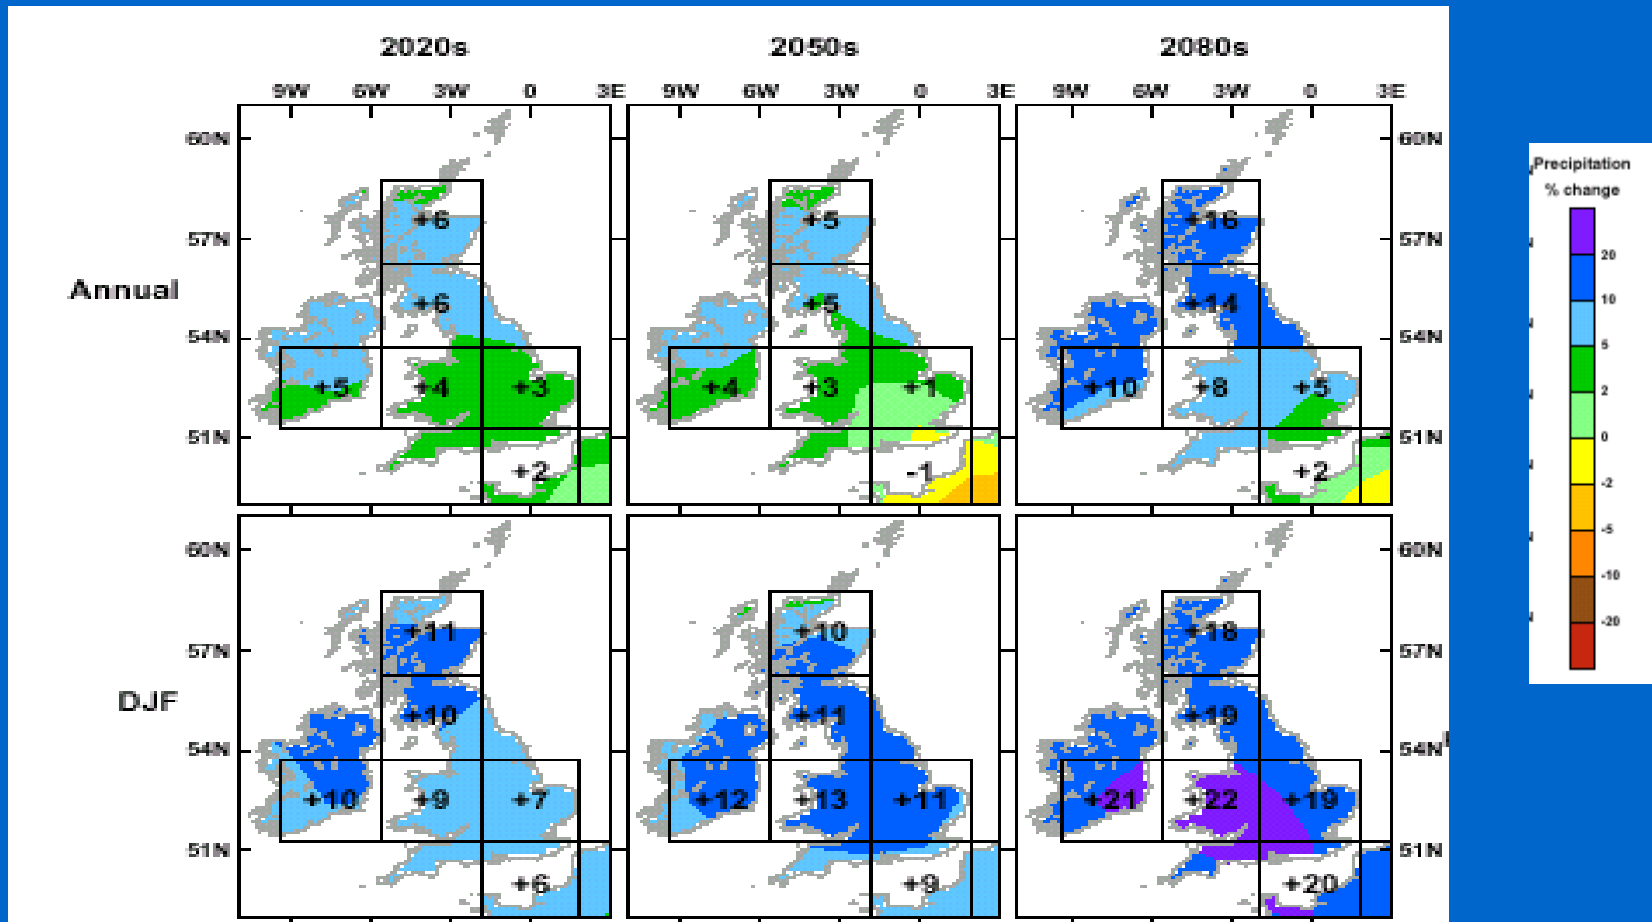 2020s 2050s 2080s
9W 6W 3W 0 3E 9W 6W 3W 0 3E 9W 6W 3W 0 3E
60N 60N
+6 +5 +16
57N 57N
Annual
+6 +5 +14
54N 54N
+5 +4 +3 +4 +3 +1 +10 +8 +5
51N 51N
+2 -1 +2
60N 60N
+11 +10 +18
57N 57N
DJF
+10 +11 +19
54N 54N
+10 +9 +7 +12 +13 +11 +21 +22 +19
51N 51N
+6 +9 +20
Precipitation
% change
20
10
5
2
0
-2
-5
-10
-20